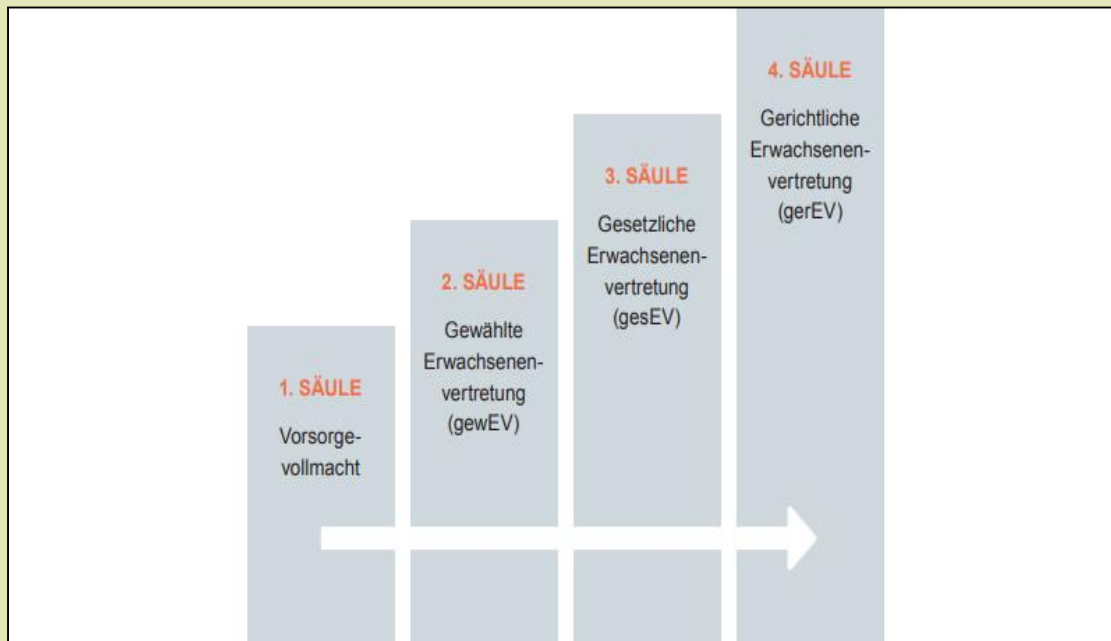 1. SÄULE
Vorsorge-
vollmacht
2. SÄULE
Gewählte
Erwachsenen-
vertretung
(gewEV)
3. SÄULE
Gesetzliche
Erwachsenen-
vertretung
(gesEV)
4. SÄULE
Gerichtliche
Erwachsenen-
vertretung
(gerEV)